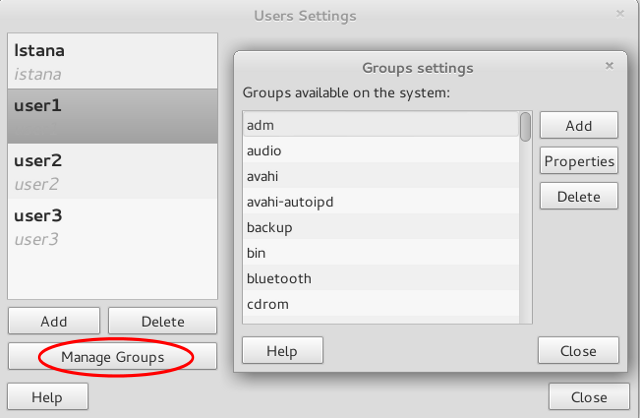 Users Settings
Istana
istana
user1
user2
user2
user3
user3
Add
Delete
Manage Groups
Help
Close
Groups settings
Groups available on the system:
adm
audio
avahi
avahi-autoipd
backup
bin
bluetooth
cdrom
Add
Properties
Delete
Help
Close